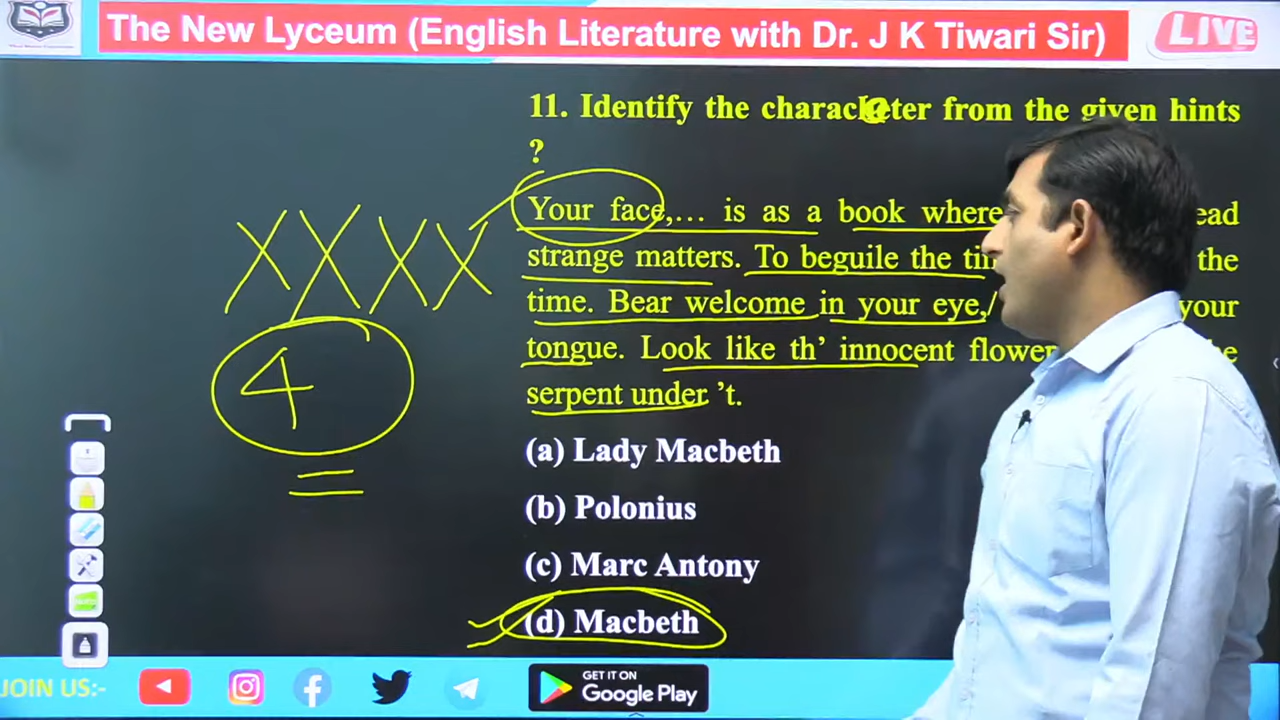 The New Lyceum (English Literature with Dr. J K Tiwari Sir)
LIVE
11. Identify the character from the given hints
?
Your face,... is as a book where ead
strange matters. To beguile the the
time. Bear welcome in your eye, your
tongue. Look like th' innocent flower
serpent under 't.
(a) Lady Macbeth
(b) Polonius
(c) Marc Antony
(d) Macbeth
X X X X
4
JOIN US:-
GET IT ON
Google Play